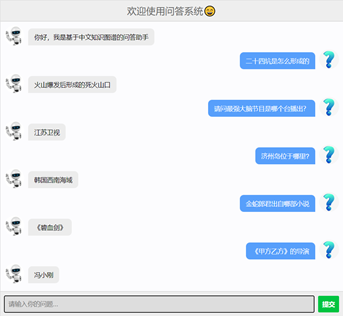 欢迎使用问答系统😄
你好，我是基于中文知识图谱的问答助手
二十四坑是怎么形成的
火山爆发后形成的死火山口
请问最强大脑节目是哪个台播出？
江苏卫视
济州岛位于哪里？
韩国西南海域
金蛇郎君出自哪部小说
《碧血剑》
《甲方乙方》的导演
冯小刚
请输入你的问题...
提交